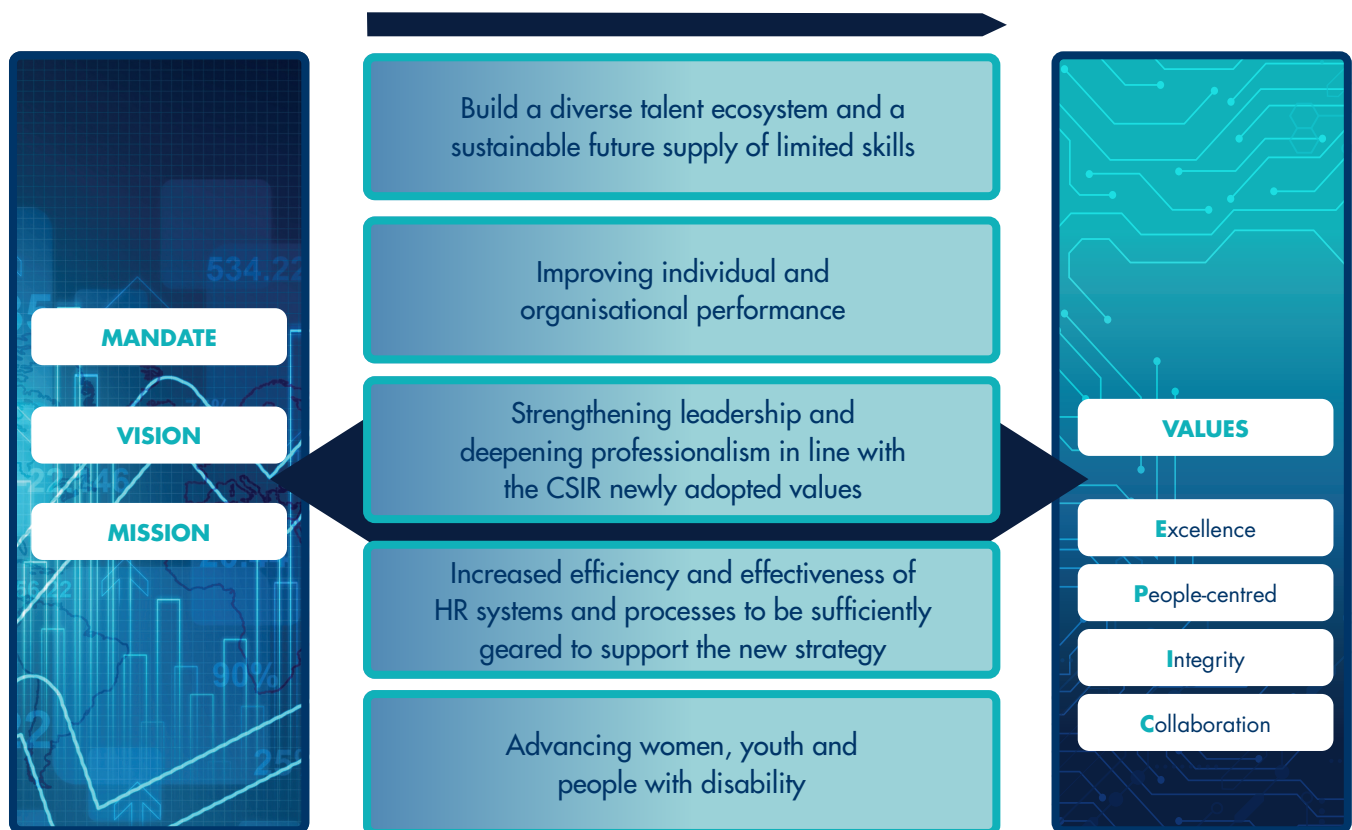 MANDATE
VISION
MISSION
534.22
90%
Build a diverse talent ecosystem and a
sustainable future supply of limited skills
Improving individual and
organisational performance
Strengthening leadership and
deepening professionalism in line with
the CSIR newly adopted values
Increased efficiency and effectiveness of
HR systems and processes to be sufficiently
geared to support the new strategy
Advancing women, youth and
people with disability
VALUES
Excellence
People-centred
Integrity
Collaboration